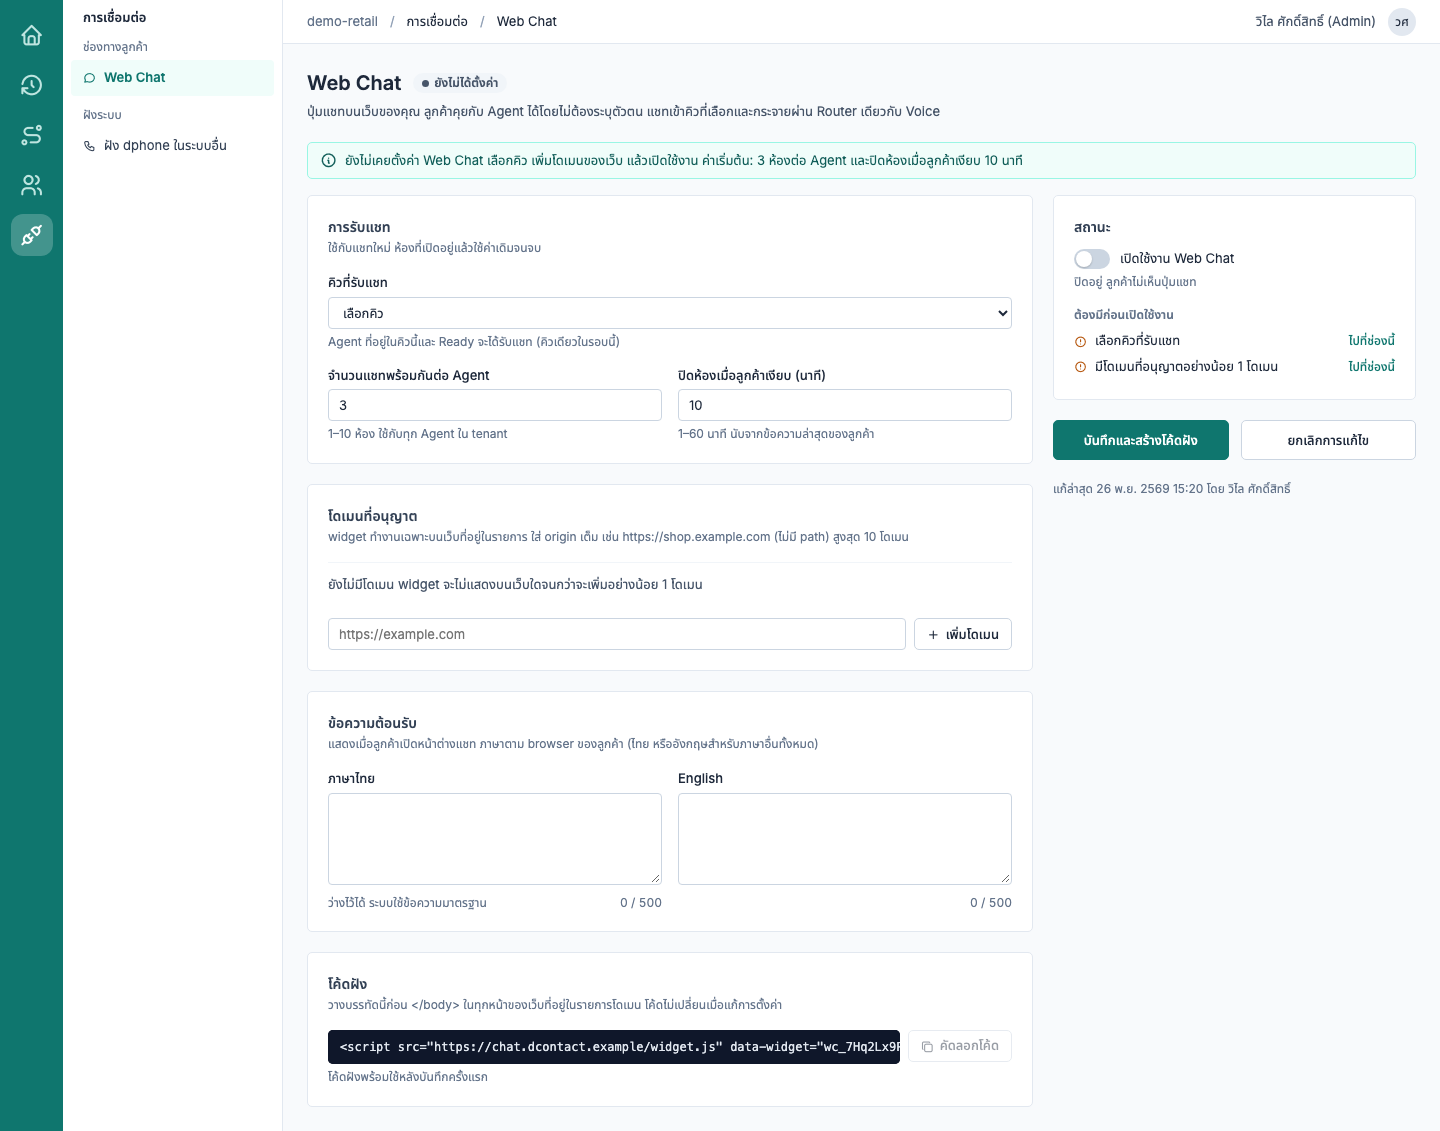 การเชื่อมต่อ
ช่องทางลูกค้า
Web Chat
ฝังระบบ
ฝัง dphone ในระบบอื่น
demo-retail / การเชื่อมต่อ / Web Chat
วิไล ศักดิ์สิทธิ์ (Admin)
วศ
Web Chat
ยังไม่ได้ตั้งค่า
ปุ่มแชทบนเว็บของคุณ ลูกค้าคุยกับ Agent ได้โดยไม่ต้องระบุตัวตน แชทเข้าคิวที่เลือกและกระจายผ่าน Router เดียวกับ Voice
ยังไม่เคยตั้งค่า Web Chat เลือกคิว เพิ่มโดเมนของเว็บ แล้วเปิดใช้งาน ค่าเริ่มต้น: 3 ห้องต่อ Agent และปิดห้องเมื่อลูกค้าเงียบ 10 นาที
การรับแชท
ใช้กับแชทใหม่ ห้องที่เปิดอยู่แล้วใช้ค่าเดิมจนจบ
คิวที่รับแชท
เลือกคิว
Agent ที่อยู่ในคิวนี้และ Ready จะได้รับแชท (คิวเดียวในรอบนี้)
จำนวนแชทพร้อมกันต่อ Agent
3
1–10 ห้อง ใช้กับทุก Agent ใน tenant
ปิดห้องเมื่อลูกค้าเงียบ (นาที)
10
1–60 นาที นับจากข้อความล่าสุดของลูกค้า
โดเมนที่อนุญาต
widget ทำงานเฉพาะบนเว็บที่อยู่ในรายการ ใส่ origin เต็ม เช่น https://shop.example.com (ไม่มี path) สูงสุด 10 โดเมน
ยังไม่มีโดเมน widget จะไม่แสดงบนเว็บใดจนกว่าจะเพิ่มอย่างน้อย 1 โดเมน
https://example.com
เพิ่มโดเมน
ข้อความต้อนรับ
แสดงเมื่อลูกค้าเปิดหน้าต่างแชท ภาษาตาม browser ของลูกค้า (ไทย หรืออังกฤษสำหรับภาษาอื่นทั้งหมด)
ภาษาไทย
English
ว่างไว้ได้ ระบบใช้ข้อความมาตรฐาน
0 / 500
0 / 500
โค้ดฝัง
วางบรรทัดนี้ก่อน </body> ในทุกหน้าของเว็บที่อยู่ในรายการโดเมน โค้ดไม่เปลี่ยนเมื่อแก้การตั้งค่า
<script src="https://chat.dcontact.example/widget.js" data-widget="wc_7Hq2Lx9
คัดลอกโค้ด
โค้ดฝังพร้อมใช้หลังบันทึกครั้งแรก
สถานะ
เปิดใช้งาน Web Chat
ปิดอยู่ ลูกค้าไม่เห็นปุ่มแชท
ต้องมีก่อนเปิดใช้งาน
เลือกคิวที่รับแชท
ไปที่ช่องนี้
มีโดเมนที่อนุญาตอย่างน้อย 1 โดเมน
ไปที่ช่องนี้
บันทึกและสร้างโค้ดฝัง
ยกเลิกการแก้ไข
แก้ล่าสุด 26 พ.ย. 2569 15:20 โดย วิไล ศักดิ์สิทธิ์